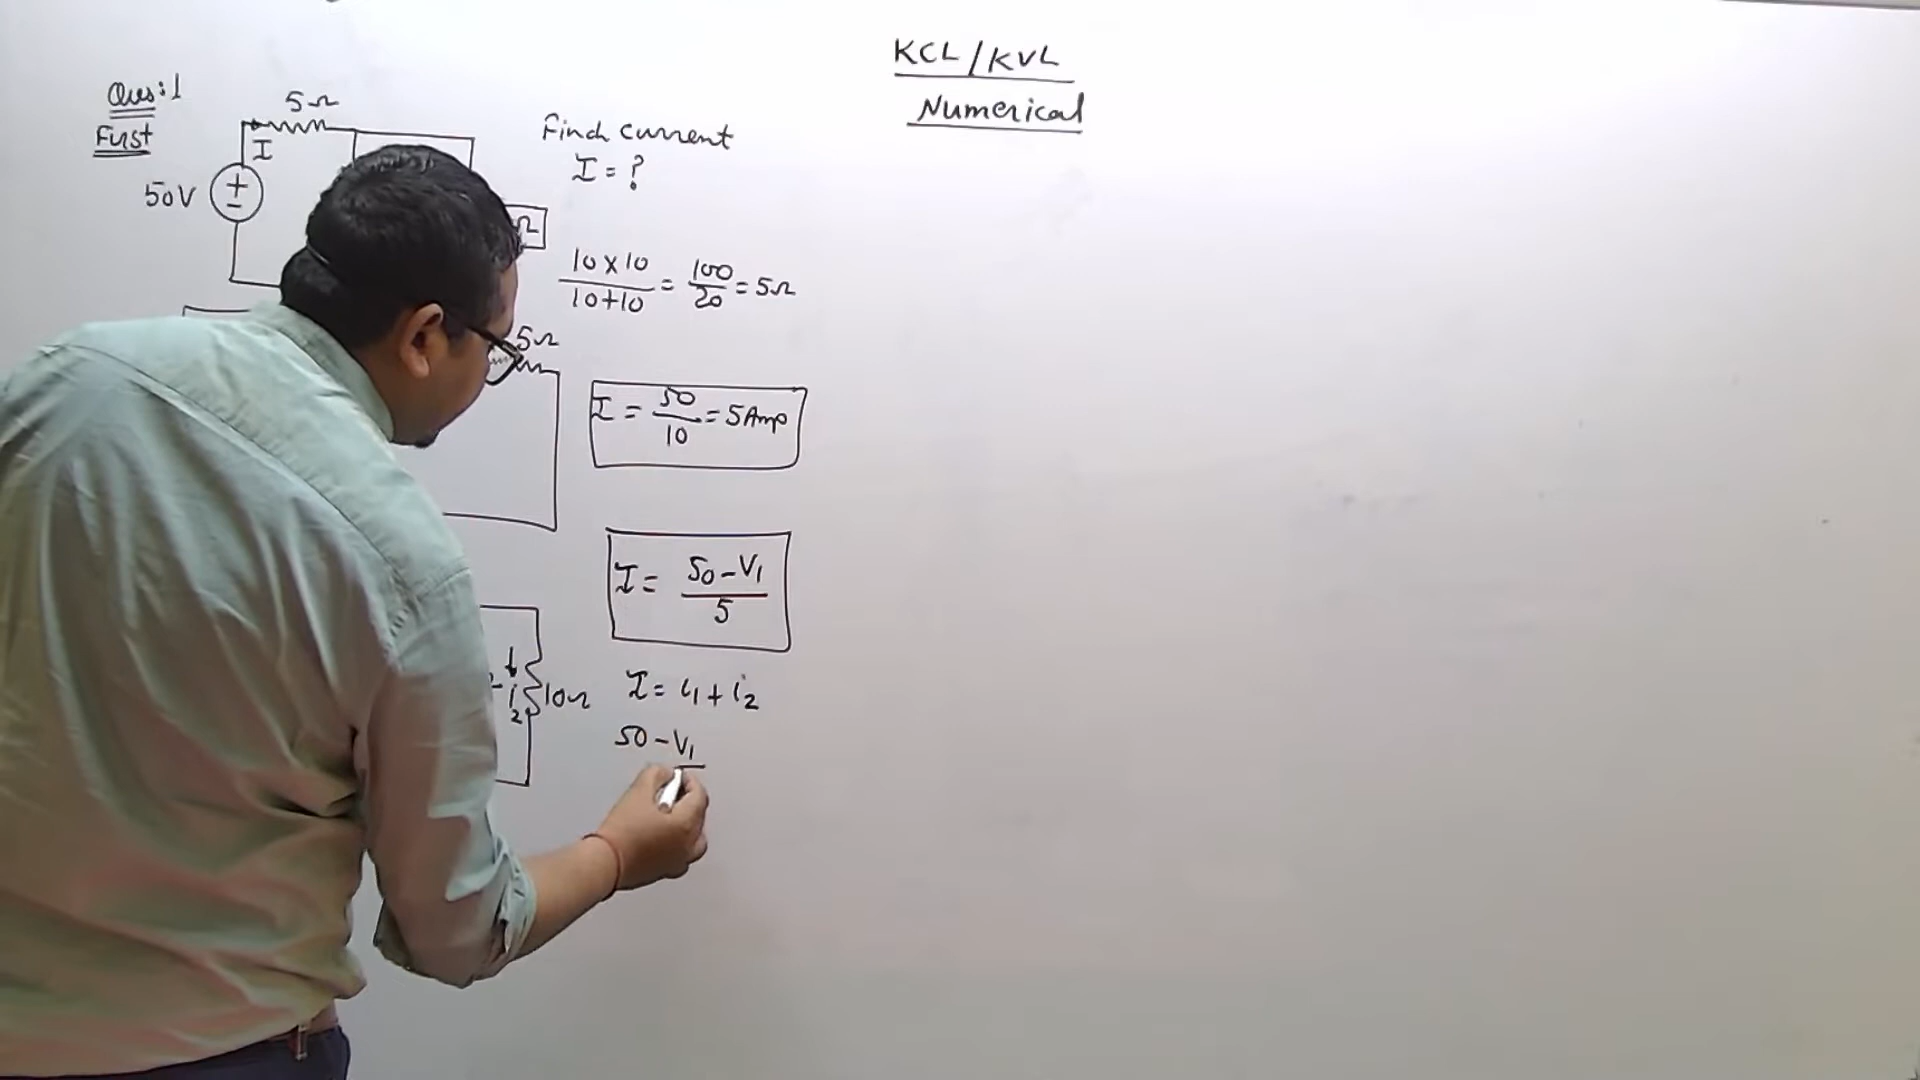 KCL/KVL
Numerical
Ques:1
First
5Ω
I
50V
Find current
I = ?
Ω
10 x 10 / 10+10 = 100/20 = 5Ω
5Ω
I = 50/10 = 5Amp
I = 50-V1/5
i2
10Ω
I = i1 + i2
50-V1